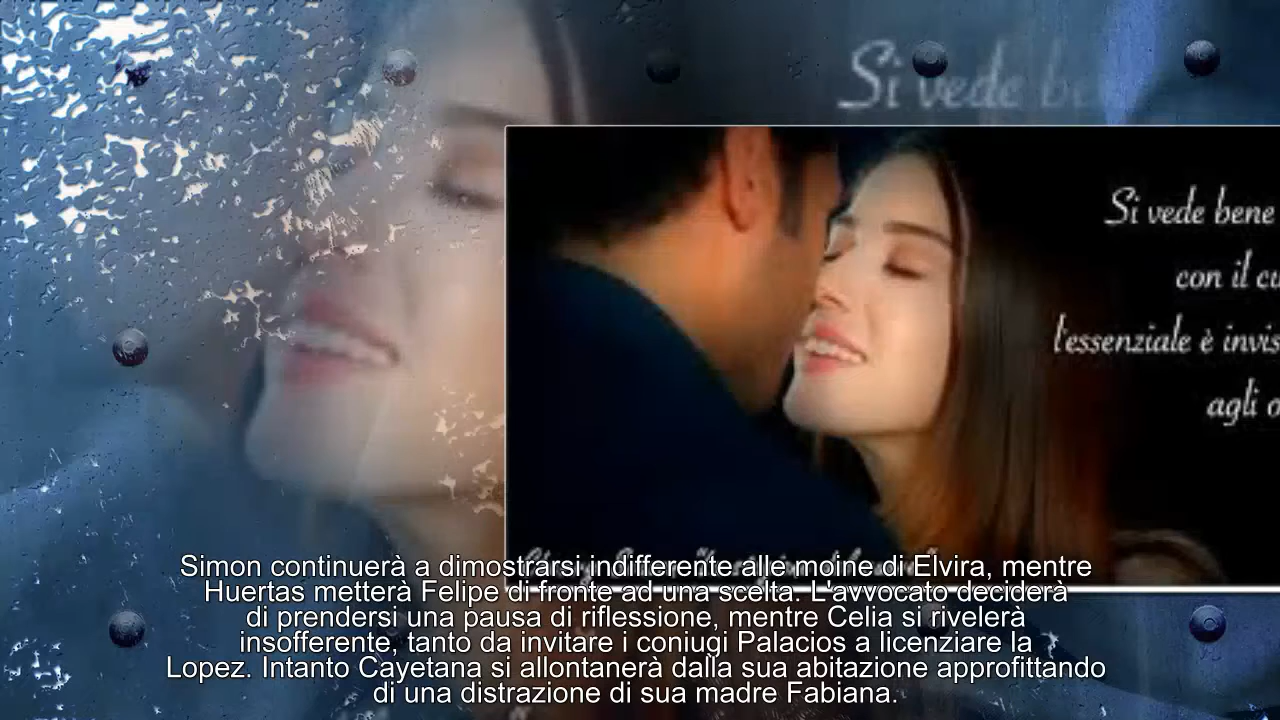 Si vede be
Si vede bene
con il cu
l'essenziale è invis
agli o
Simon continuerà a dimostrarsi indifferente alle moine di Elvira, mentre
Huertas metterà Felipe di fronte ad una scelta. L'avvocato deciderà
di prendersi una pausa di riflessione, mentre Celia si rivelerà
insofferente, tanto da invitare i coniugi Palacios a licenziare la
Lopez. Intanto Cayetana si allontanerà dalla sua abitazione approfittando
di una distrazione di sua madre Fabiana.